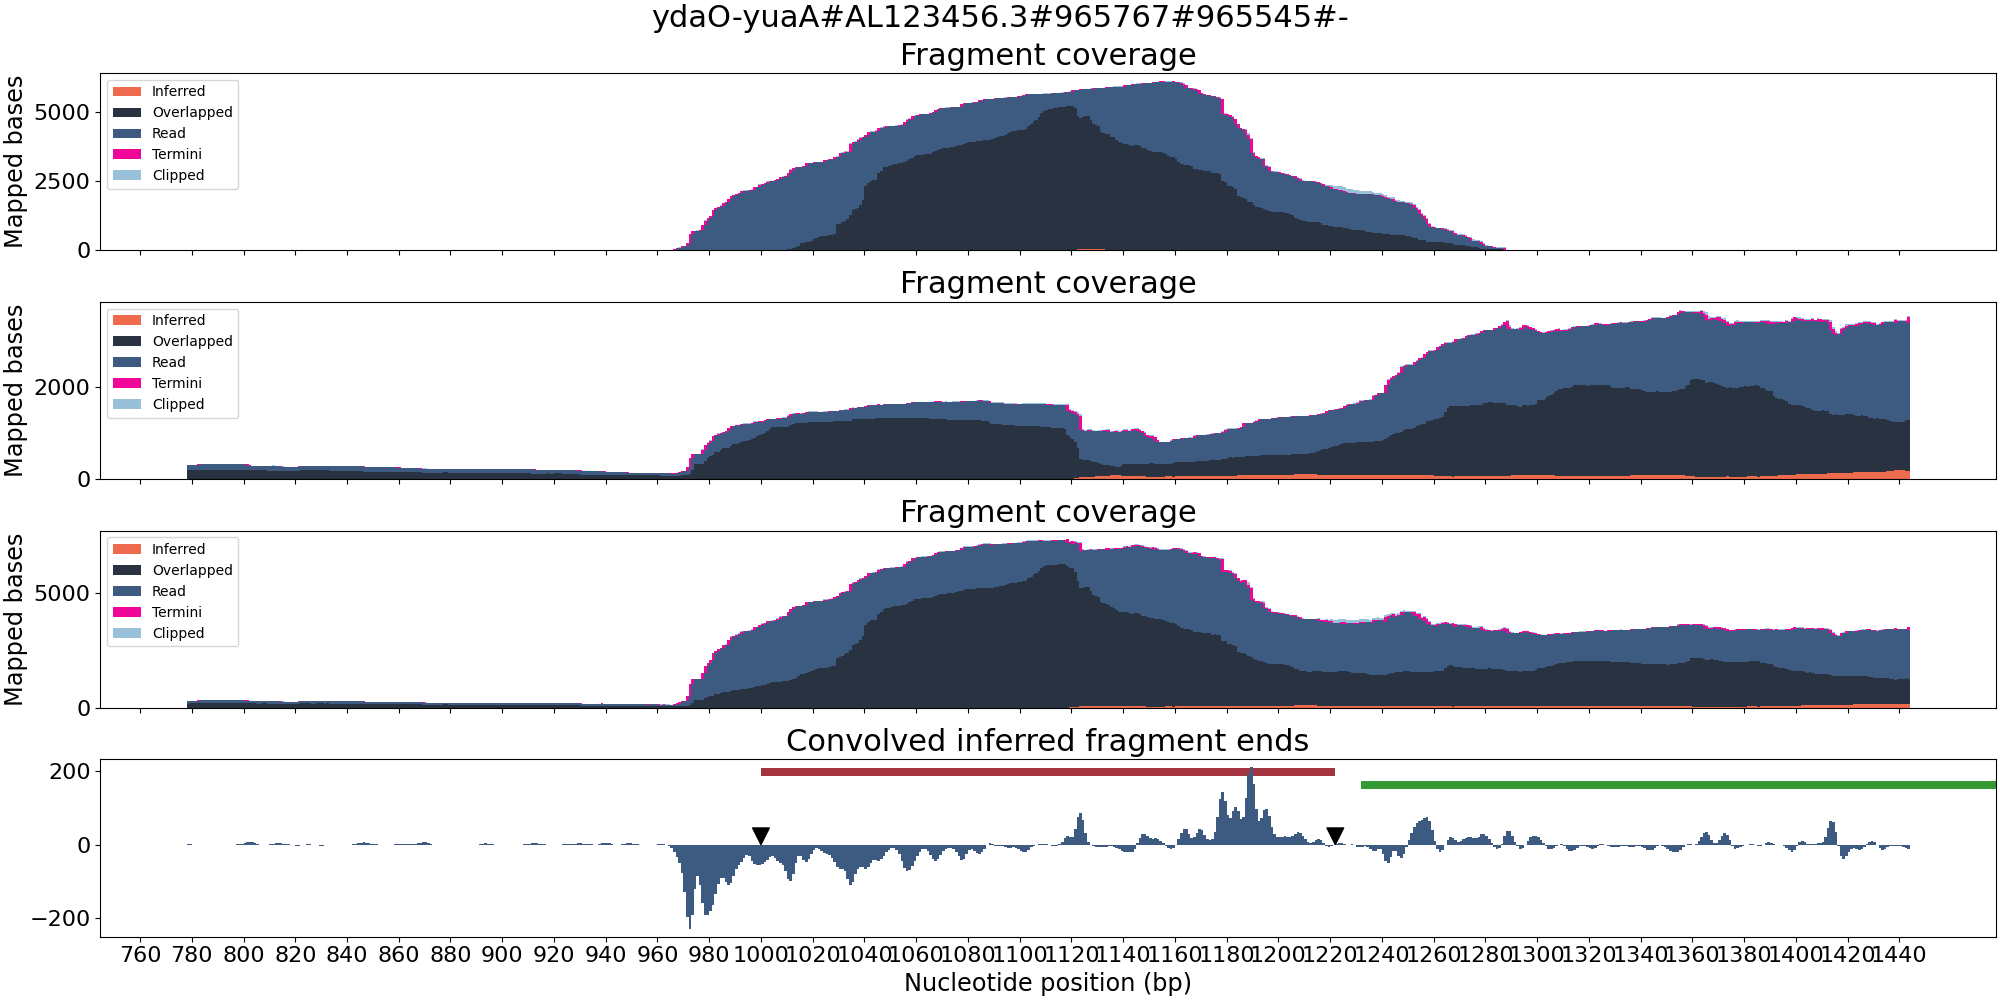 ydaO-yuaA#AL123456.3#965767#965545#-
Fragment coverage
Mapped bases
5000
2500
0
Inferred
Overlapped
Read
Termini
Clipped
Fragment coverage
Mapped bases
2000
0
Inferred
Overlapped
Read
Termini
Clipped
Fragment coverage
Mapped bases
5000
0
Inferred
Overlapped
Read
Termini
Clipped
Convolved inferred fragment ends
200
0
−200
760 780 800 820 840 860 880 900 920 940 960 980 1000 1020 1040 1060 1080 1100 1120 1140 1160 1180 1200 1220 1240 1260 1280 1300 1320 1340 1360 1380 1400 1420 1440
Nucleotide position (bp)